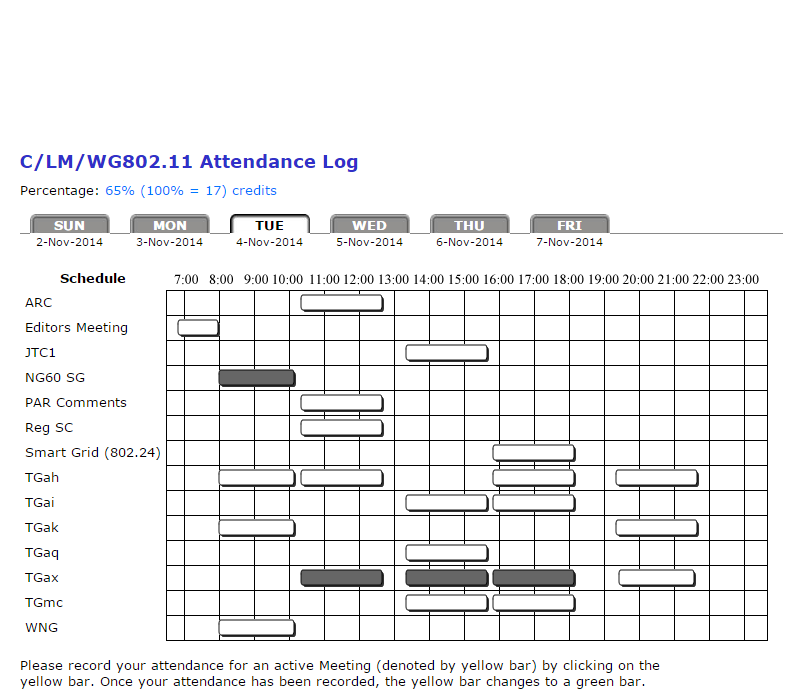 C/LM/WG802.11 Attendance Log
Percentage: 65% (100% = 17) credits
SUN MON TUE WED THU FRI
2-Nov-2014 3-Nov-2014 4-Nov-2014 5-Nov-2014 6-Nov-2014 7-Nov-2014
Schedule 7:00 8:00 9:00 10:00 11:00 12:00 13:00 14:00 15:00 16:00 17:00 18:00 19:00 20:00 21:00 22:00 23:00
ARC
Editors Meeting
JTC1
NG60 SG
PAR Comments
Reg SC
Smart Grid (802.24)
TGah
TGai
TGak
TGaq
TGax
TGmc
WNG
Please record your attendance for an active Meeting (denoted by yellow bar) by clicking on the
yellow bar. Once your attendance has been recorded, the yellow bar changes to a green bar.